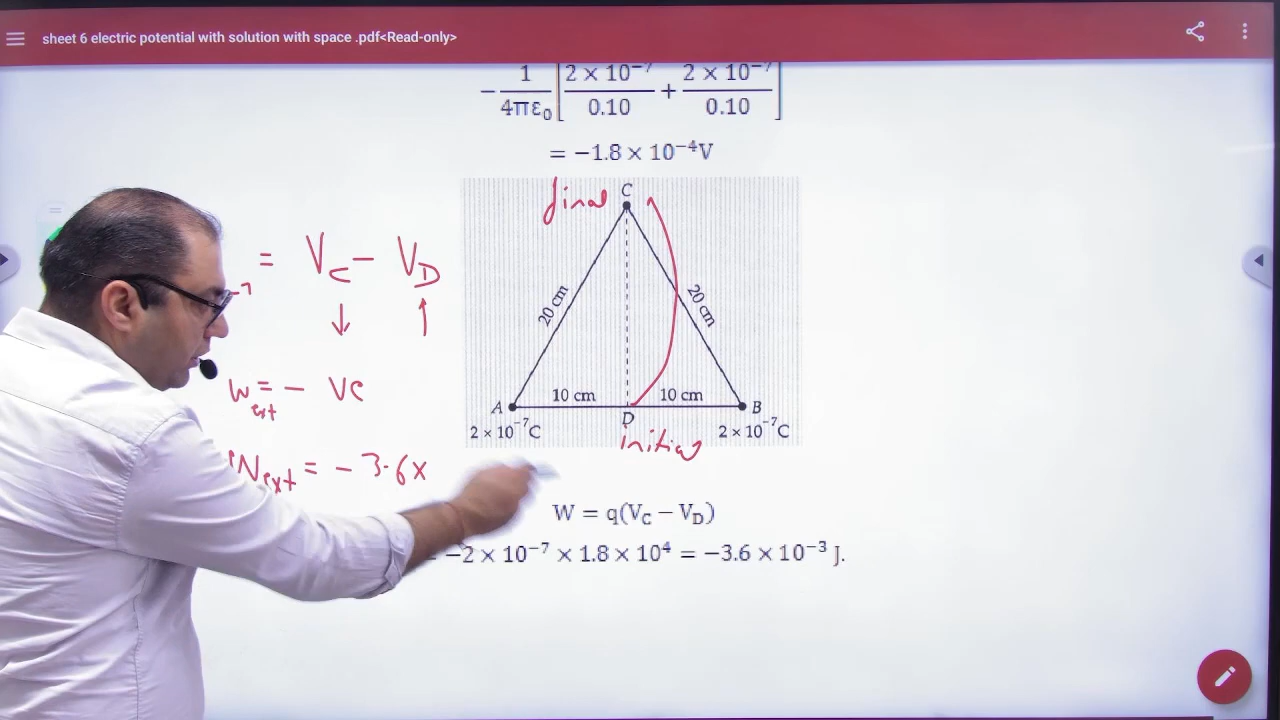 sheet 6 electric potential with solution with space .pdf<Read-only>
− 1/4πε₀ [2 × 10⁻⁷/0.10 + 2 × 10⁻⁷/0.10]
= −1.8 × 10⁻⁴V
final C
= V_C − V_D
−7
↓ ↑
20 cm 20 cm
W_ext = − ve
10 cm 10 cm
A D B
2 × 10⁻⁷C initial 2 × 10⁻⁷C
W_ext = − 3.6 x
W = q(V_C − V_D)
= −2 × 10⁻⁷ × 1.8 × 10⁴ = −3.6 × 10⁻³ J.